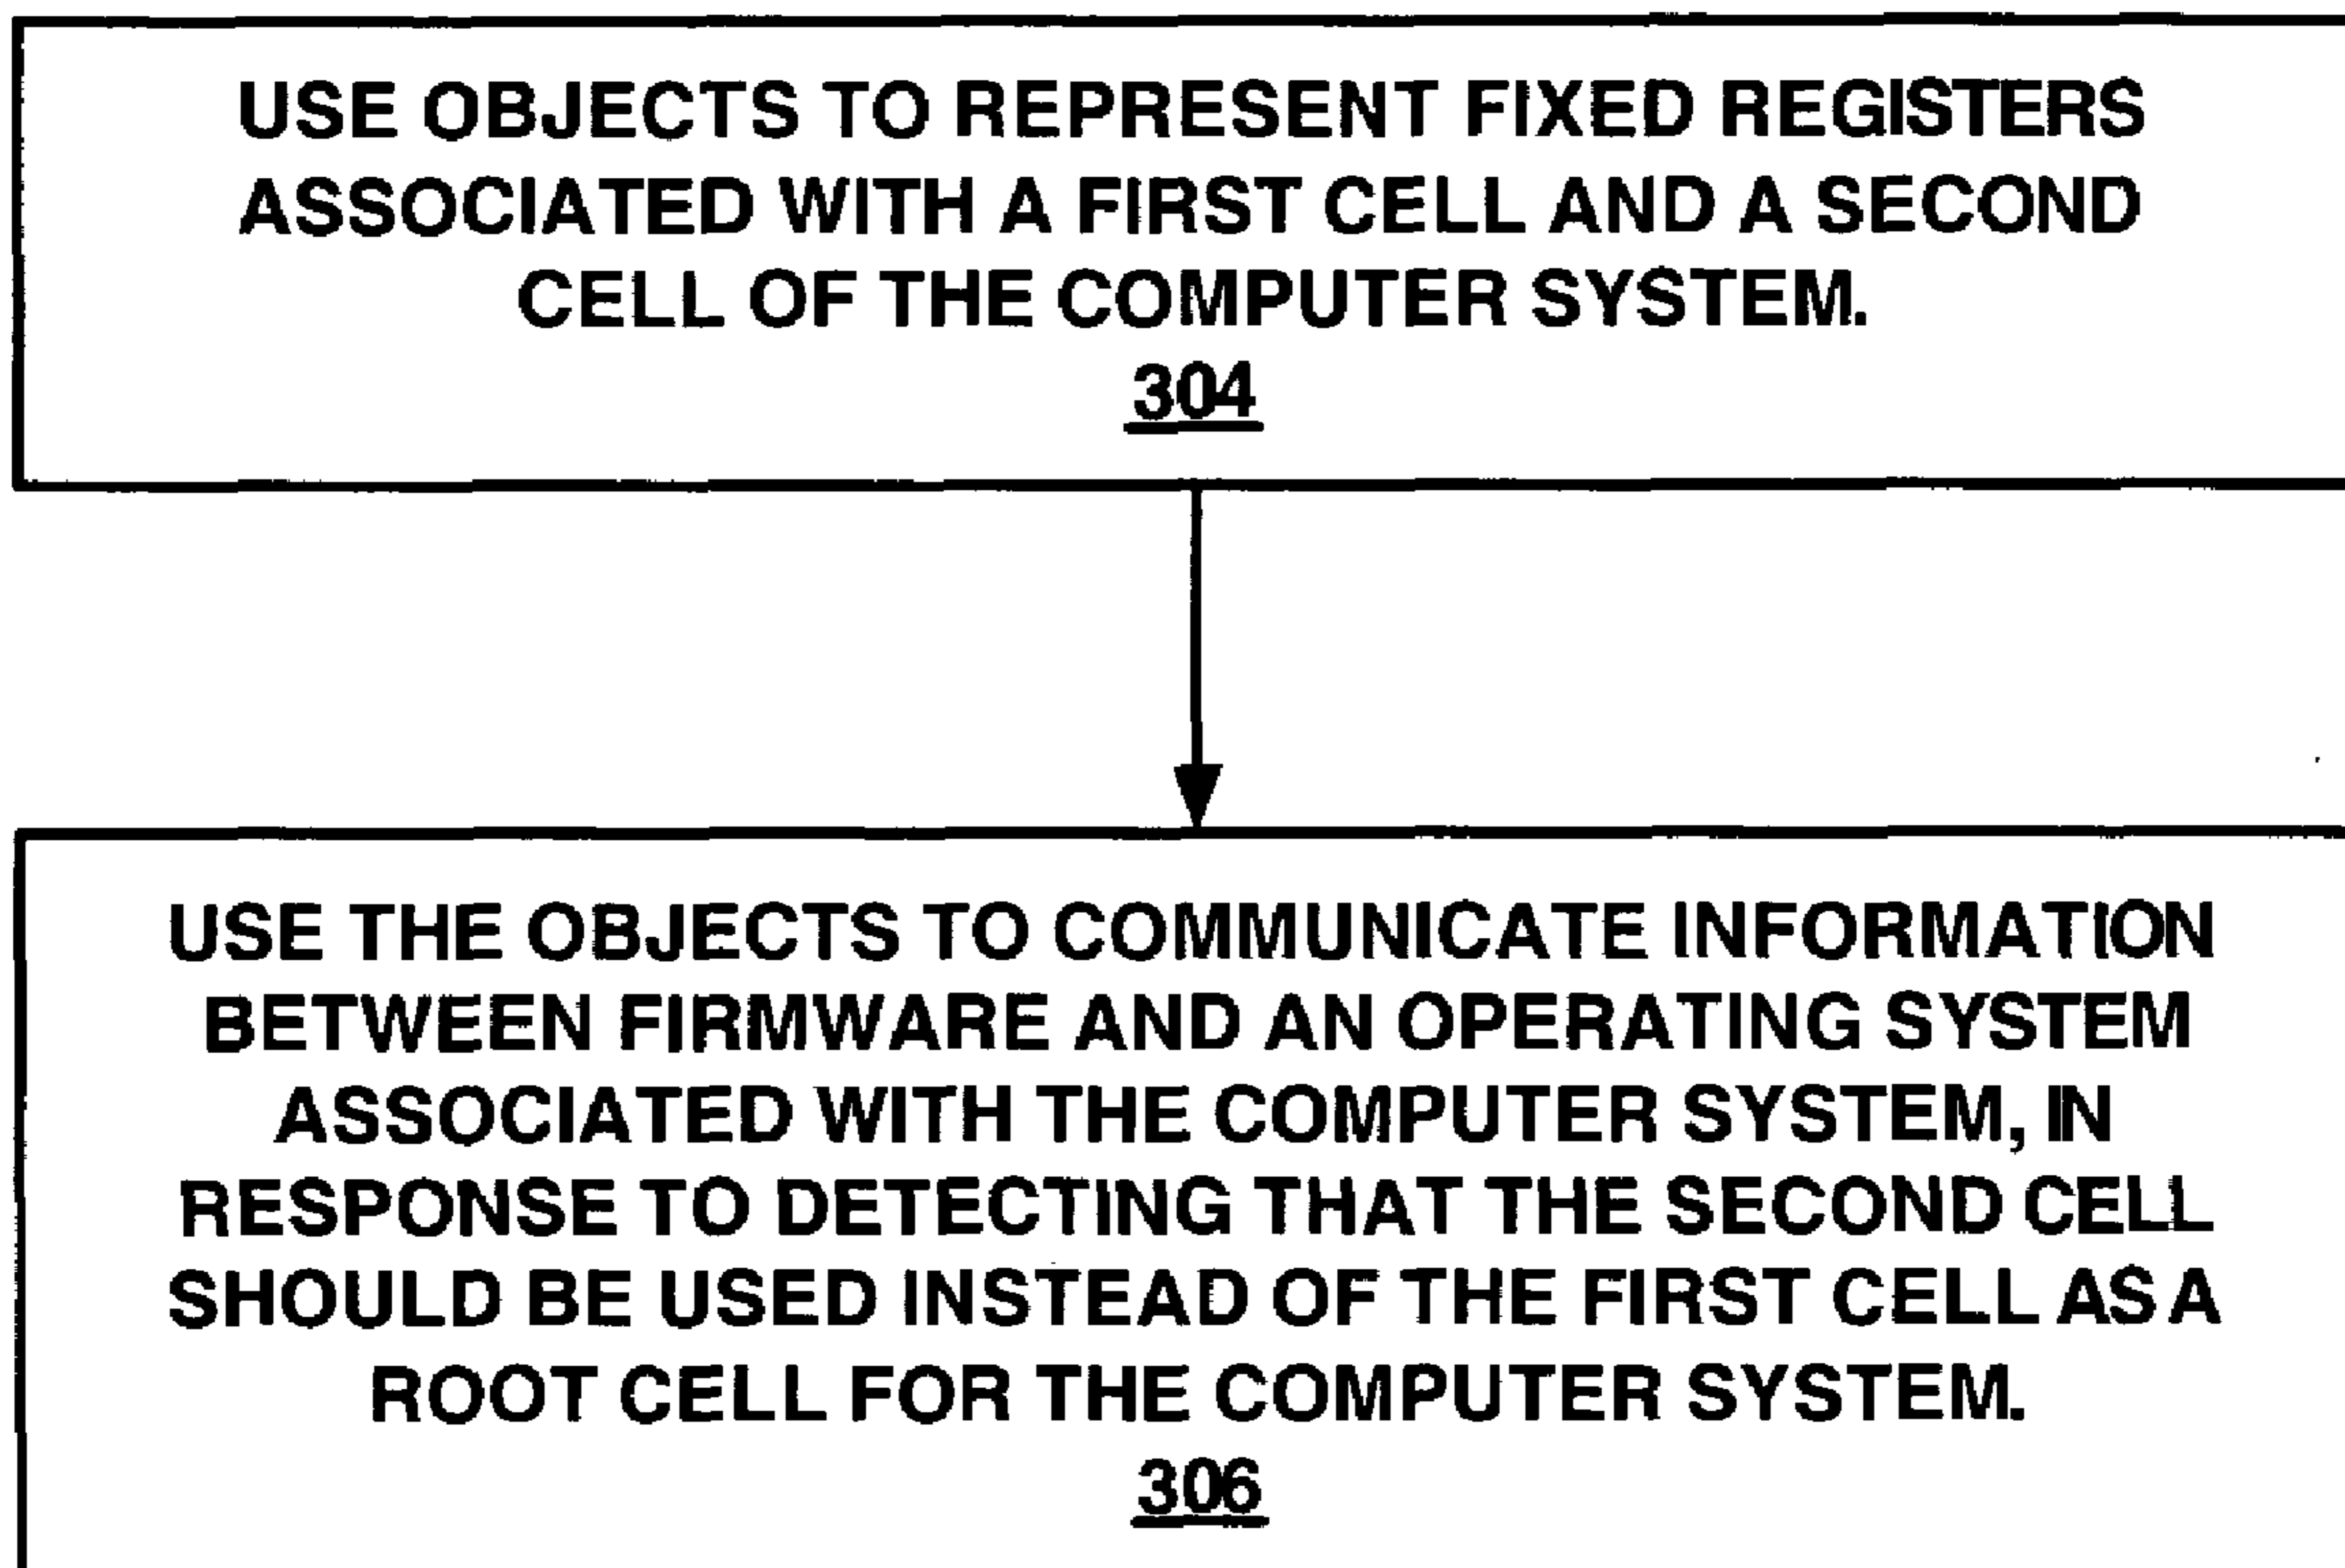 USE OBJECTS TO REPRESENT FIXED REGISTERS
ASSOCIATED WITH A FIRST CELL AND A SECOND
CELL OF THE COMPUTER SYSTEM.
304
USE THE OBJECTS TO COMMUNICATE INFORMATION
BETWEEN FIRMWARE AND AN OPERATING SYSTEM
ASSOCIATED WITH THE COMPUTER SYSTEM, IN
RESPONSE TO DETECTING THAT THE SECOND CELL
SHOULD BE USED INSTEAD OF THE FIRST CELL AS A
ROOT CELL FOR THE COMPUTER SYSTEM.
306